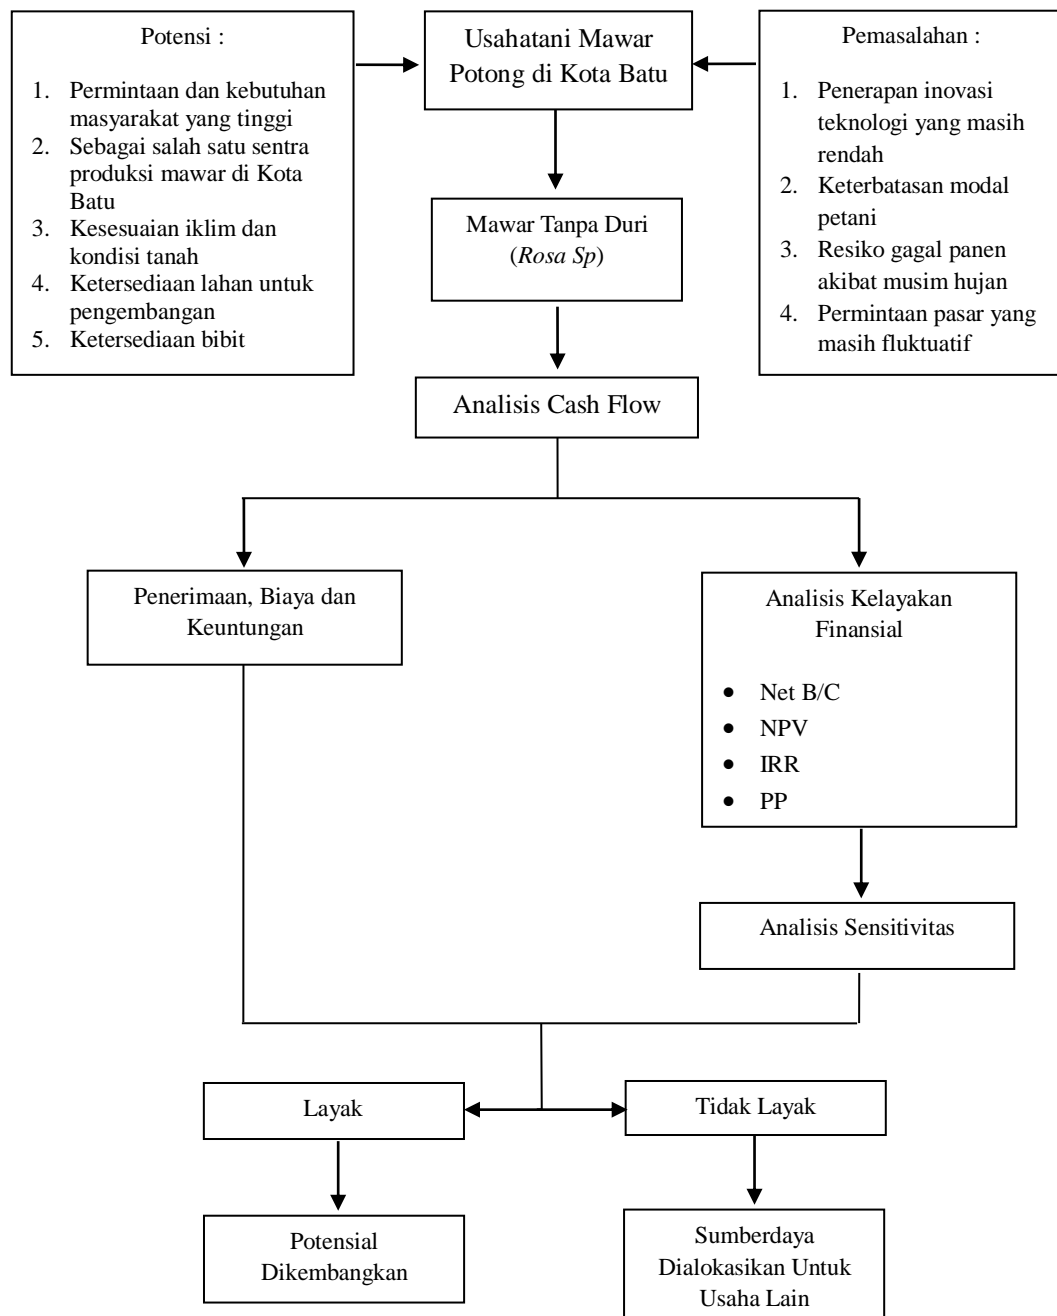 Potensi :
1. Permintaan dan kebutuhan
masyarakat yang tinggi
2. Sebagai salah satu sentra
produksi mawar di Kota
Batu
3. Kesesuaian iklim dan
kondisi tanah
4. Ketersediaan lahan untuk
pengembangan
5. Ketersediaan bibit
Usahatani Mawar
Potong di Kota Batu
Pemasalahan :
1. Penerapan inovasi
teknologi yang masih
rendah
2. Keterbatasan modal
petani
3. Resiko gagal panen
akibat musim hujan
4. Permintaan pasar yang
masih fluktuatif
Mawar Tanpa Duri
(Rosa Sp)
Analisis Cash Flow
Penerimaan, Biaya dan
Keuntungan
Analisis Kelayakan
Finansial
• Net B/C
• NPV
• IRR
• PP
Analisis Sensitivitas
Layak
Tidak Layak
Potensial
Dikembangkan
Sumberdaya
Dialokasikan Untuk
Usaha Lain